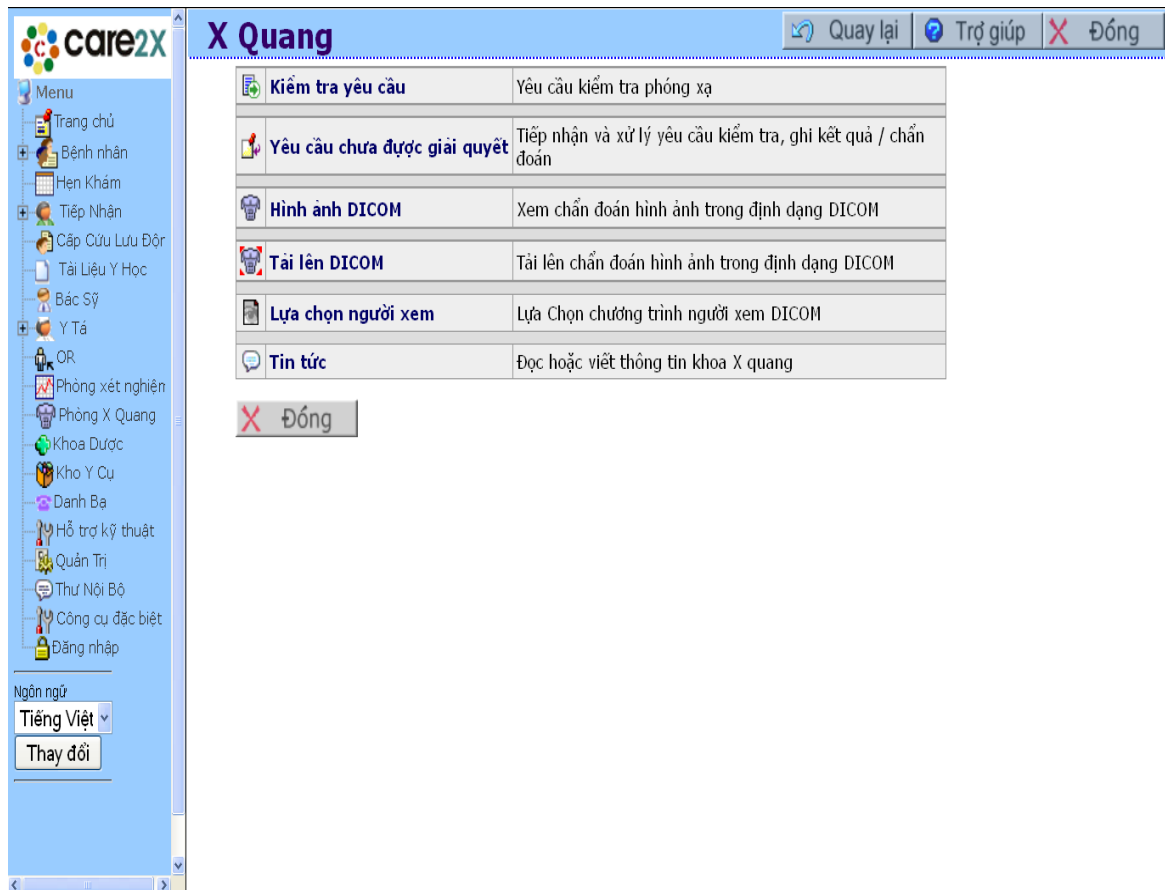 care2x
X Quang
Quay lại
Trợ giúp
Đóng
Menu
Trang chủ
Bệnh nhân
Hẹn Khám
Tiếp Nhận
Cấp Cứu Lưu Độn
Tài Liệu Y Học
Bác Sỹ
Y Tá
OR
Phòng xét nghiệm
Phòng X Quang
Khoa Dược
Kho Y Cụ
Danh Bạ
Hỗ trợ kỹ thuật
Quản Trị
Thư Nội Bộ
Công cụ đặc biệt
Đăng nhập
Ngôn ngữ
Tiếng Việt
Thay đổi
Kiểm tra yêu cầu
Yêu cầu kiểm tra phóng xạ
Yêu cầu chưa được giải quyết
Tiếp nhận và xử lý yêu cầu kiểm tra, ghi kết quả / chẩn
đoán
Hình ảnh DICOM
Xem chẩn đoán hình ảnh trong định dạng DICOM
Tải lên DICOM
Tải lên chẩn đoán hình ảnh trong định dạng DICOM
Lựa chọn người xem
Lựa Chọn chương trình người xem DICOM
Tin tức
Đọc hoặc viết thông tin khoa X quang
Đóng